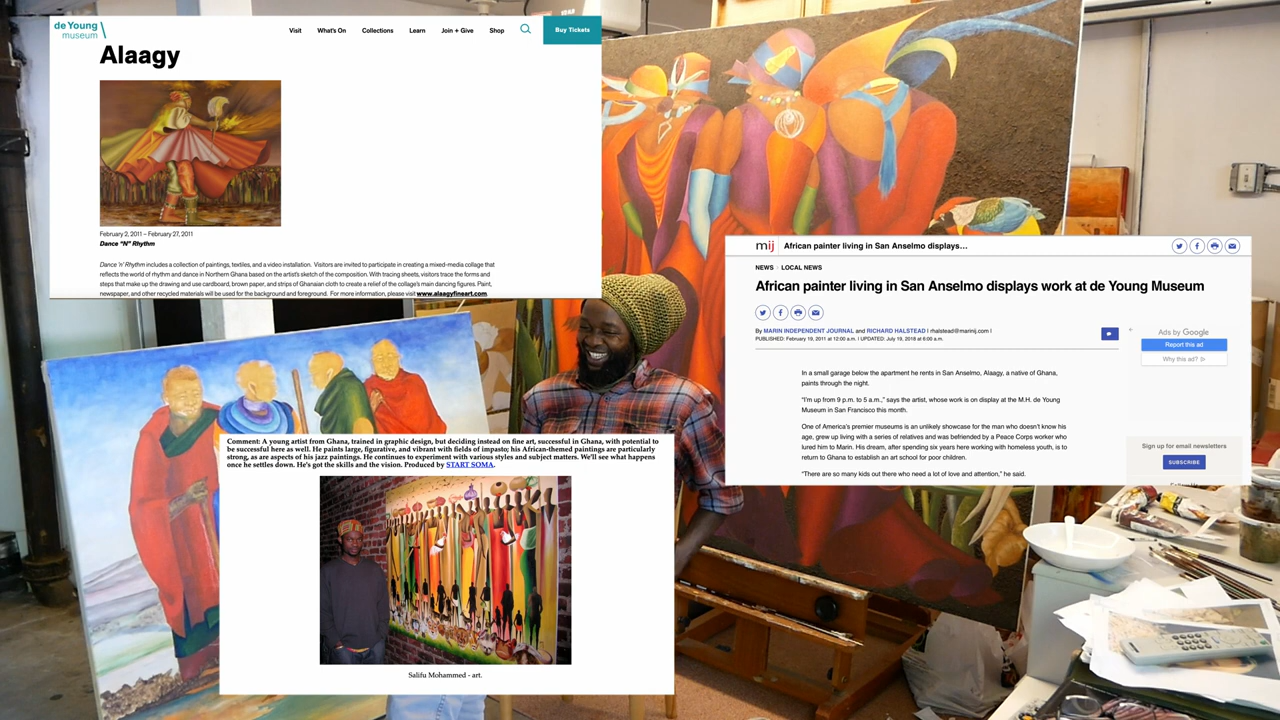 de Young
museum
Visit
What's On
Collections
Learn
Join + Give
Shop
Buy Tickets
Alaagy
February 2, 2011 – February 27, 2011
Dance "N" Rhythm
Dance 'n' Rhythm includes a collection of paintings, textiles, and a video installation. Visitors are invited to participate in creating a mixed-media collage that
reflects the world of rhythm and dance in Northern Ghana based on the artist's sketch of the composition. With tracing sheets, visitors trace the forms and
steps that make up the drawing and use cardboard, brown paper, and strips of Ghanaian cloth to create a relief of the collage's main dancing figures. Paint,
newspaper, and other recycled materials will be used for the background and foreground. For more information, please visit www.alaagyfineart.com.
mij
African painter living in San Anselmo displays...
NEWS
LOCAL NEWS
African painter living in San Anselmo displays work at de Young Museum
By MARIN INDEPENDENT JOURNAL and RICHARD HALSTEAD | rhalstead@marinij.com |
PUBLISHED: February 19, 2011 at 12:00 a.m. | UPDATED: July 19, 2018 at 6:00 a.m.
Ads by Google
Report this ad
Why this ad?
In a small garage below the apartment he rents in San Anselmo, Alaagy, a native of Ghana,
paints through the night.
"I'm up from 9 p.m. to 5 a.m.," says the artist, whose work is on display at the M.H. de Young
Museum in San Francisco this month.
One of America's premier museums is an unlikely showcase for the man who doesn't know his
age, grew up living with a series of relatives and was befriended by a Peace Corps worker who
lured him to Marin. His dream, after spending six years here working with homeless youth, is to
return to Ghana to establish an art school for poor children.
"There are so many kids out there who need a lot of love and attention," he said.
Sign up for email newsletters
SUBSCRIBE
Comment: A young artist from Ghana, trained in graphic design, but deciding instead on fine art, successful in Ghana, with potential to
be successful here as well. He paints large, figurative, and vibrant with fields of impasto; his African-themed paintings are particularly
strong, as are aspects of his jazz paintings. He continues to experiment with various styles and subject matters. We'll see what happens
once he settles down. He's got the skills and the vision. Produced by START SOMA.
Salifu Mohammed - art.